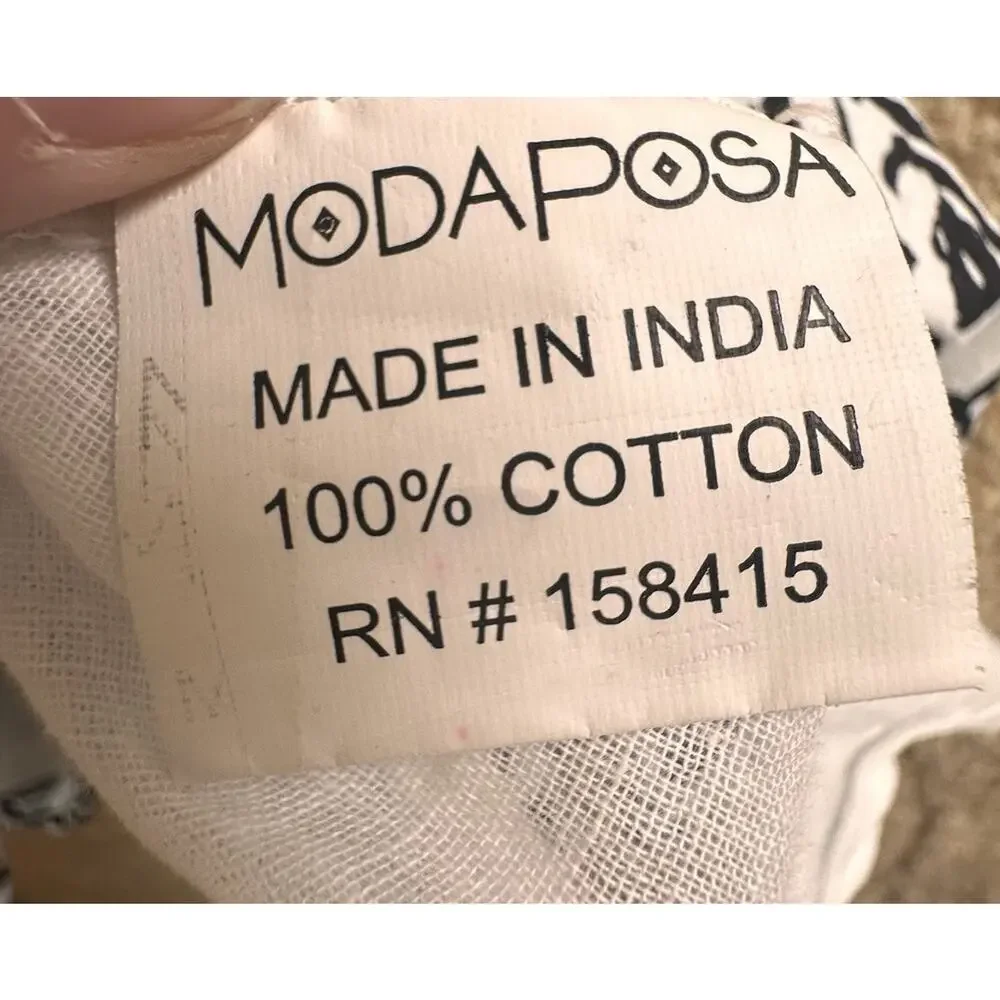 MODAPOSA
MADE IN INDIA
100% COTTON
RN # 158415